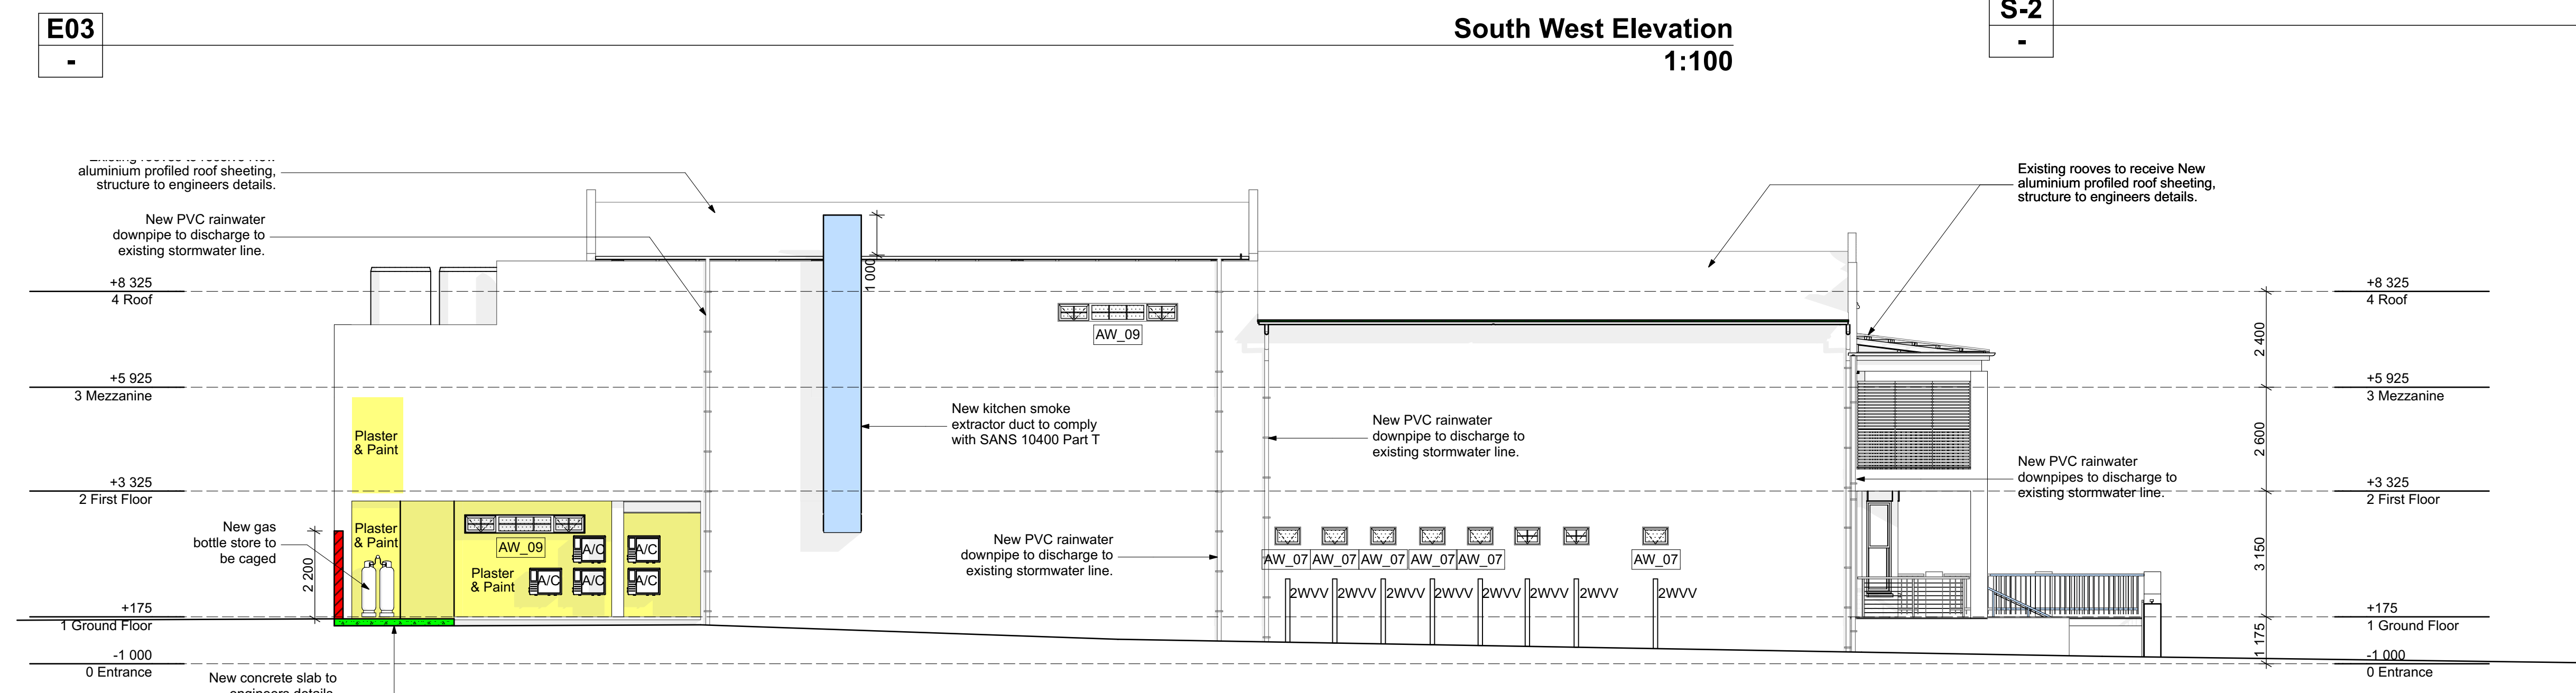 E03
-
South West Elevation
1:100
S-2
-
aluminium profiled roof sheeting,
structure to engineers details.
New PVC rainwater
downpipe to discharge to
existing stormwater line.
Existing rooves to receive New
aluminium profiled roof sheeting,
structure to engineers details.
1 000
+8 325
4 Roof
+8 325
4 Roof
AW_09
2 400
+5 925
3 Mezzanine
+5 925
3 Mezzanine
New kitchen smoke
extractor duct to comply
with SANS 10400 Part T
New PVC rainwater
downpipe to discharge to
existing stormwater line.
Plaster
& Paint
2 600
New PVC rainwater
downpipes to discharge to
existing stormwater line.
+3 325
2 First Floor
+3 325
2 First Floor
New gas
bottle store to
be caged
Plaster
& Paint
AW_09
A/C
A/C
Plaster
& Paint
A/C
A/C
A/C
2 200
New PVC rainwater
downpipe to discharge to
existing stormwater line.
AW_07
AW_07
AW_07
AW_07
AW_07
AW_07
2WVV
2WVV
2WVV
2WVV
2WVV
2WVV
2WVV
2WVV
3 150
+175
1 Ground Floor
+175
1 Ground Floor
1 175
-1 000
0 Entrance
-1 000
0 Entrance
New concrete slab to
engineers details